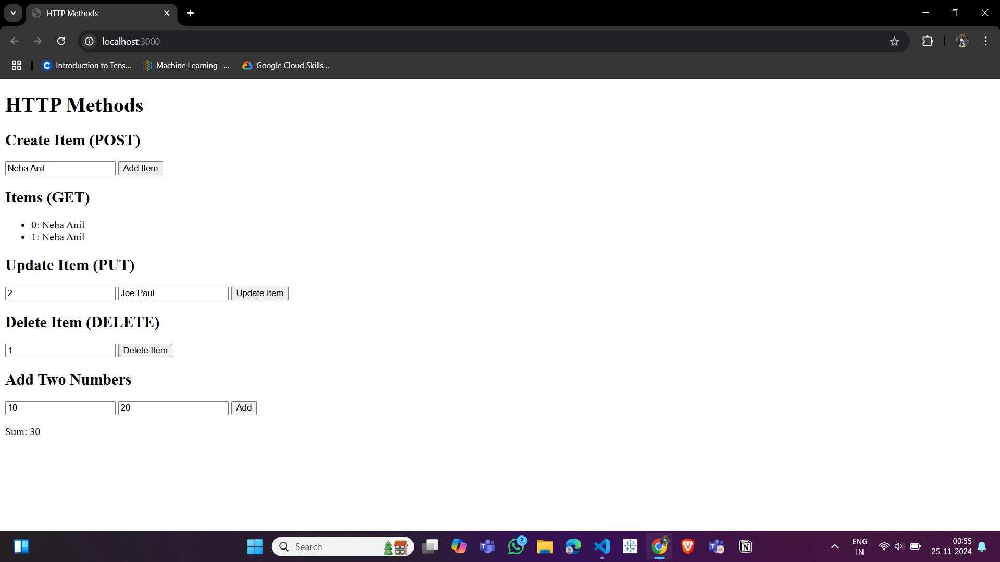 HTTP Methods
localhost:3000
Introduction to Tens...
Machine Learning –...
Google Cloud Skills...
HTTP Methods
Create Item (POST)
Neha Anil Add Item
Items (GET)
• 0: Neha Anil
• 1: Neha Anil
Update Item (PUT)
2 Joe Paul Update Item
Delete Item (DELETE)
1 Delete Item
Add Two Numbers
10 20 Add
Sum: 30
Search
3
NA
ENG
IN
00:55
25-11-2024